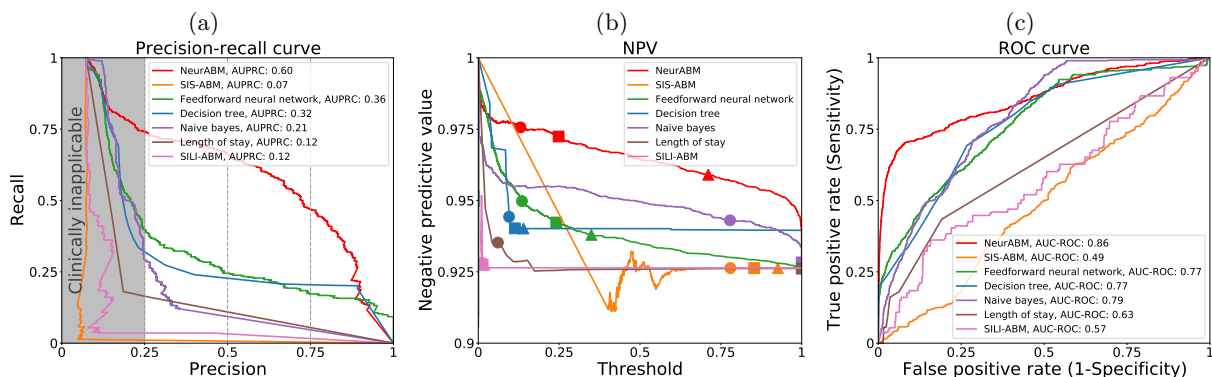 (a)
Precision-recall curve
1
0.75
0.5
0.25
0
Recall
Clinically inapplicable
NeurABM, AUPRC: 0.60
SIS-ABM, AUPRC: 0.07
Feedforward neural network, AUPRC: 0.36
Decision tree, AUPRC: 0.32
Naive bayes, AUPRC: 0.21
Length of stay, AUPRC: 0.12
SILI-ABM, AUPRC: 0.12
0 0.25 0.5 0.75 1
Precision
(b)
NPV
1
0.975
0.95
0.925
0.9
Negative predictive value
NeurABM
SIS-ABM
Feedforward neural network
Decision tree
Naive bayes
Length of stay
SILI-ABM
0 0.25 0.5 0.75 1
Threshold
(c)
ROC curve
1
0.75
0.5
0.25
0
True positive rate (Sensitivity)
NeurABM, AUC-ROC: 0.86
SIS-ABM, AUC-ROC: 0.49
Feedforward neural network, AUC-ROC: 0.77
Decision tree, AUC-ROC: 0.77
Naive bayes, AUC-ROC: 0.79
Length of stay, AUC-ROC: 0.63
SILI-ABM, AUC-ROC: 0.57
0 0.25 0.5 0.75 1
False positive rate (1-Specificity)